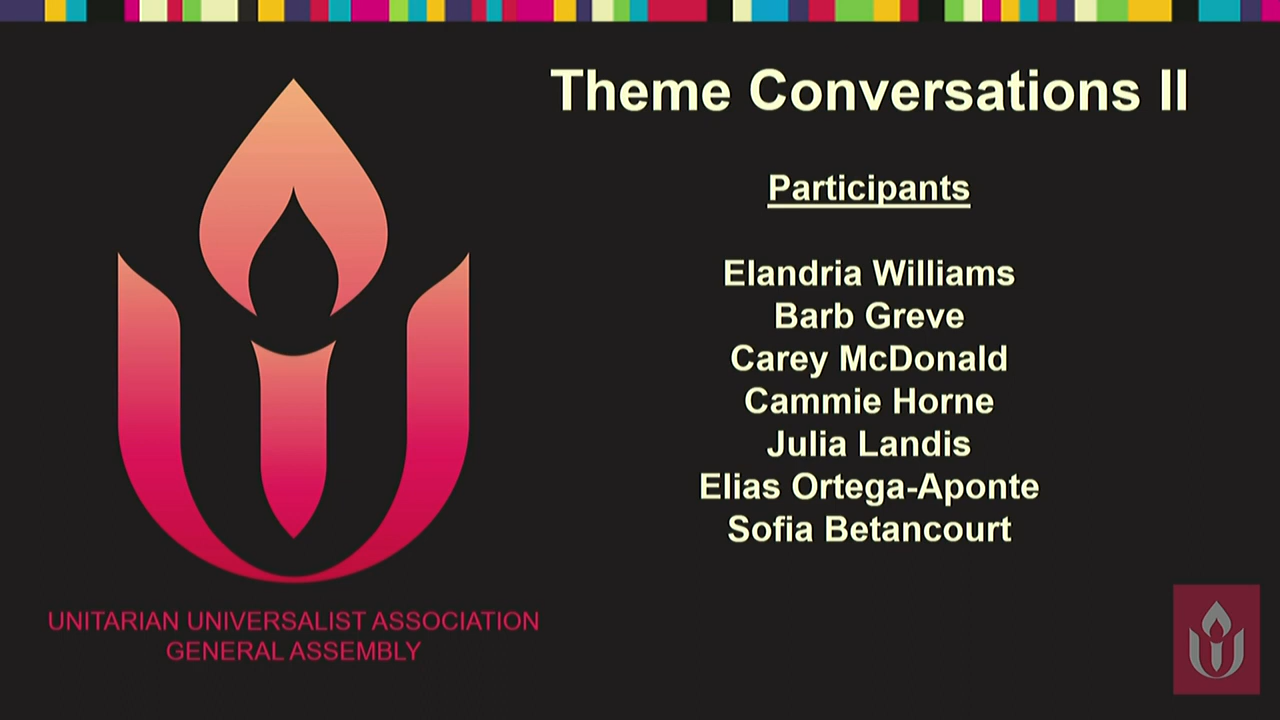 Theme Conversations II
Participants
Elandria Williams
Barb Greve
Carey McDonald
Cammie Horne
Julia Landis
Elias Ortega-Aponte
Sofia Betancourt
UNITARIAN UNIVERSALIST ASSOCIATION
GENERAL ASSEMBLY